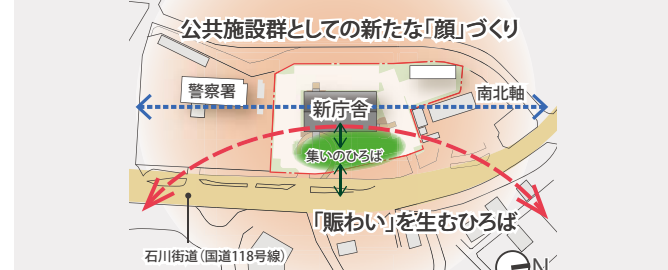 公共施設群としての新たな「顔」づくり
警察署
南北軸
新庁舎
集いのひろば
「賑わい」を生むひろば
石川街道（国道118号線）
N